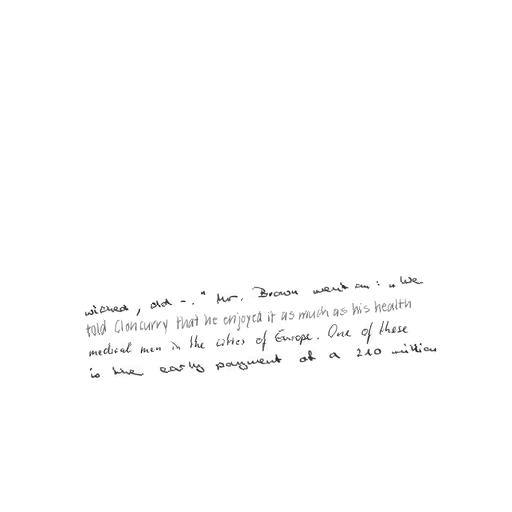 wicked, old -." Mr. Brown went on: "We
told Cloncurry that he enjoyed it as much as his health
medical men in the cities of Europe. One of these
is the early payment of a 210 million